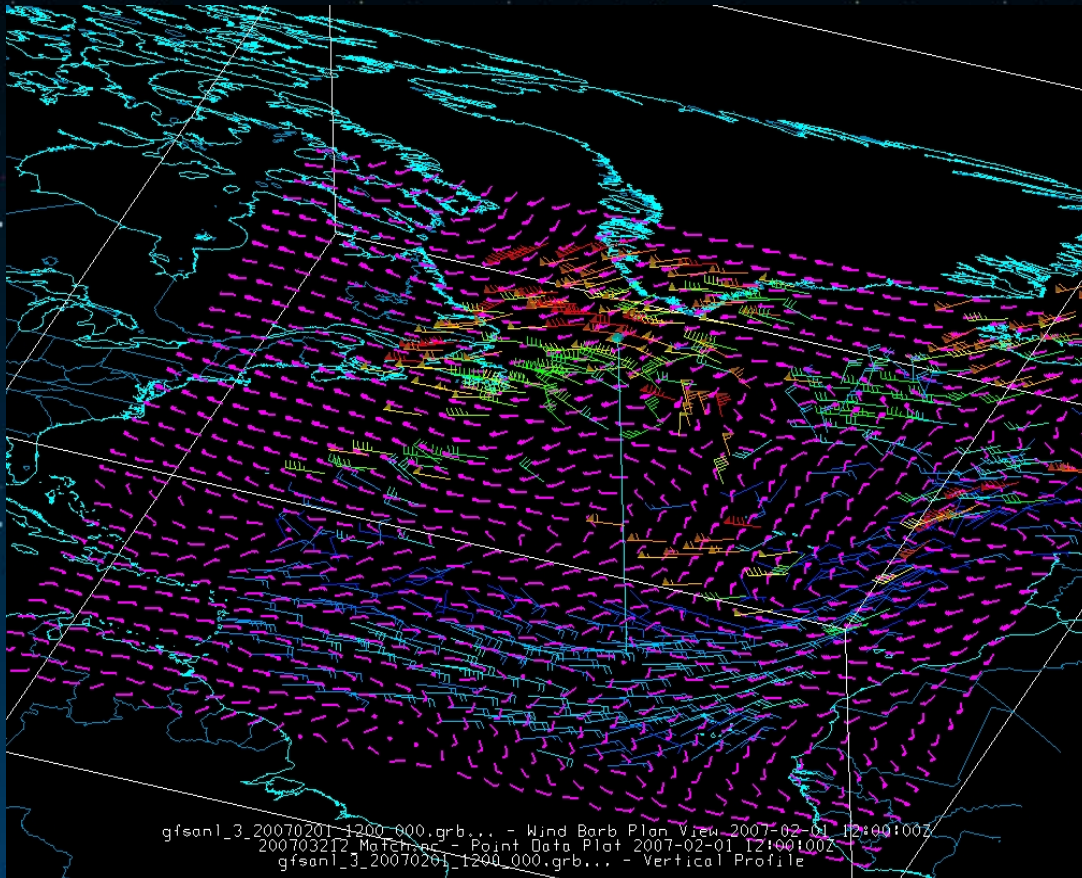 gfsanl_3_20070201_1200_000.grb... - Wind Barb Plan View 2007-02-01 12:00:00Z
200703212_Match.nc - Point Data Plot 2007-02-01 12:00:00Z
gfsanl_3_20070201_1200_000.grb... - Vertical Profile